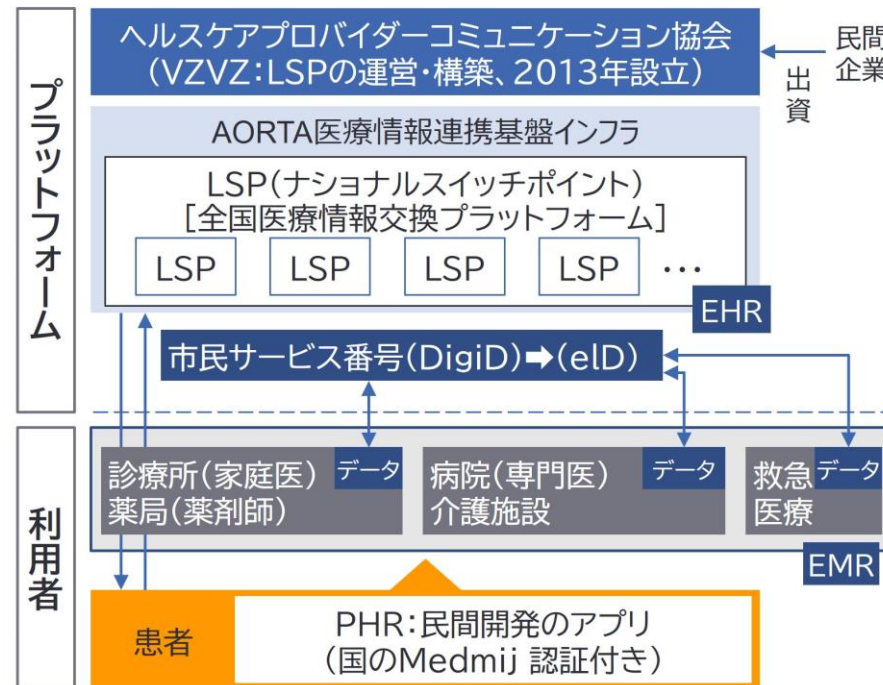 プラットフォーム
ヘルスケアプロバイダーコミュニケーション協会
(VZVZ:LSPの運営・構築、2013年設立)
民間
企業
出資
AORTA医療情報連携基盤インフラ
LSP(ナショナルスイッチポイント)
[全国医療情報交換プラットフォーム]
LSP LSP LSP LSP …
EHR
市民サービス番号(DigiD)➡(elD)
利用者
診療所(家庭医)
薬局(薬剤師)
データ
病院(専門医)
介護施設
データ
救急
医療
データ
EMR
患者
PHR:民間開発のアプリ
(国のMedmij 認証付き)